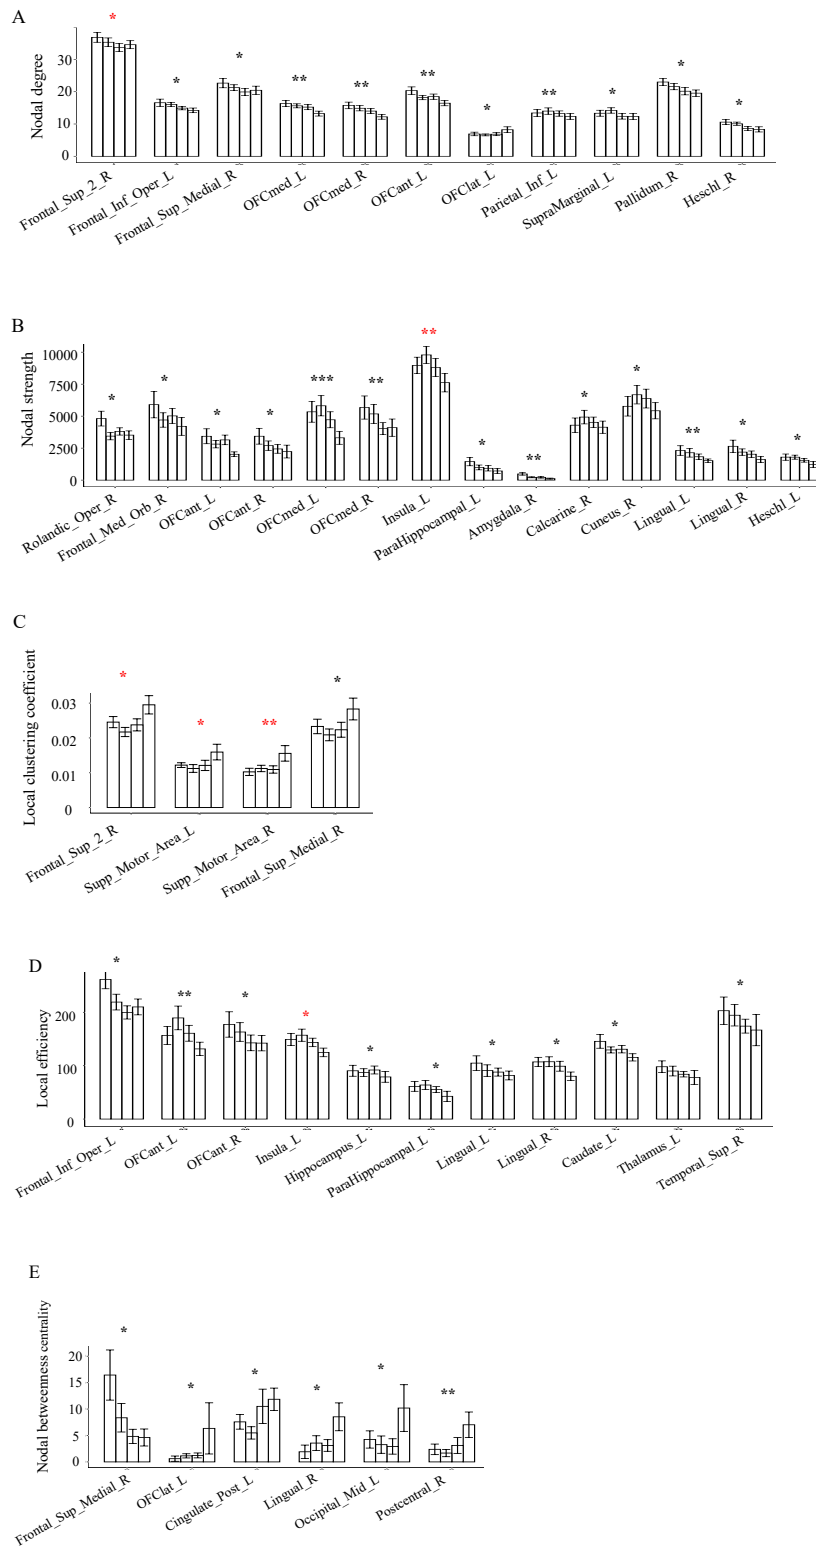 A
Nodal degree
30
20
10
0
*
*
*
**
**
**
*
**
*
*
*
Frontal_Sup_2_R
Frontal_Inf_Oper_L
Frontal_Sup_Medial_R
OFCmed_L
OFCmed_R
OFCant_L
OFClat_L
Parietal_Inf_L
SupraMarginal_L
Pallidum_R
Heschl_R
B
Nodal strength
10000
7500
5000
2500
0
*
*
*
*
***
**
**
*
**
*
*
**
*
*
Rolandic_Oper_R
Frontal_Med_Orb_R
OFCant_L
OFCant_R
OFCmed_L
OFCmed_R
Insula_L
ParaHippocampal_L
Amygdala_R
Calcarine_R
Cuneus_R
Lingual_L
Lingual_R
Heschl_L
C
Local clustering coefficient
0.03
0.02
0.01
0
*
*
**
*
Frontal_Sup_2_R
Supp_Motor_Area_L
Supp_Motor_Area_R
Frontal_Sup_Medial_R
D
Local efficiency
200
100
0
*
**
*
*
*
*
*
*
*
*
Frontal_Inf_Oper_L
OFCant_L
OFCant_R
Insula_L
Hippocampus_L
ParaHippocampal_L
Lingual_L
Lingual_R
Caudate_L
Thalamus_L
Temporal_Sup_R
E
Nodal betweenness centrality
20
15
10
5
0
*
*
*
*
*
**
Frontal_Sup_Medial_R
OFClat_L
Cingulate_Post_L
Lingual_R
Occipital_Mid_L
Postcentral_R